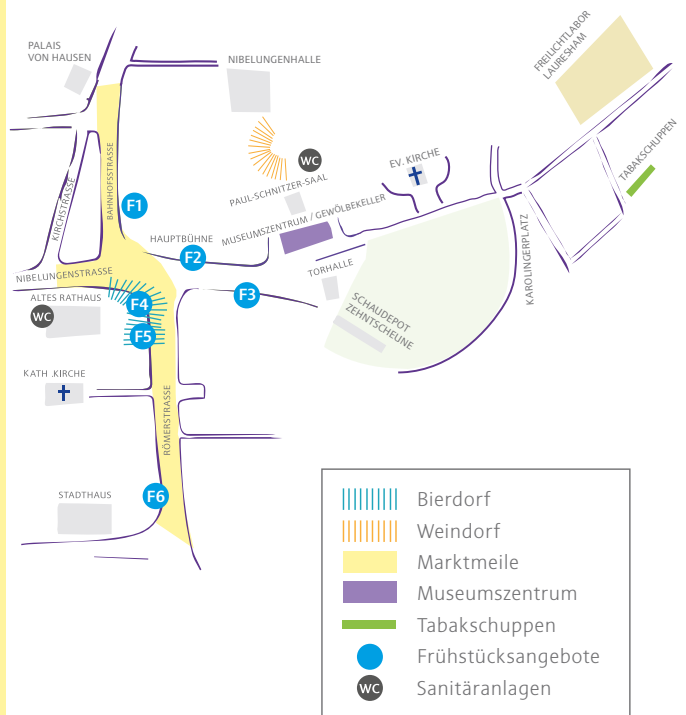 PALAIS
VON HAUSEN
NIBELUNGENHALLE
FREILICHTLABOR
LAURESHAM
WC
EV. KIRCHE
TABAKSCHUPPEN
BAHNHOFSTRASSE
KIRCHSTRASSE
F1
PAUL-SCHNITZER-SAAL
MUSEUMSZENTRUM / GEWÖLBEKELLER
HAUPTBÜHNE
F2
TORHALLE
KAROLINGERPLATZ
NIBELUNGENSTRASSE
F3
ALTES RATHAUS
WC
F4
SCHAUDEPOT
ZEHNTSCHEUNE
F5
KATH .KIRCHE
RÖMERSTRASSE
STADTHAUS
F6
Bierdorf
Weindorf
Marktmeile
Museumszentrum
Tabakschuppen
Frühstücksangebote
WC Sanitäranlagen